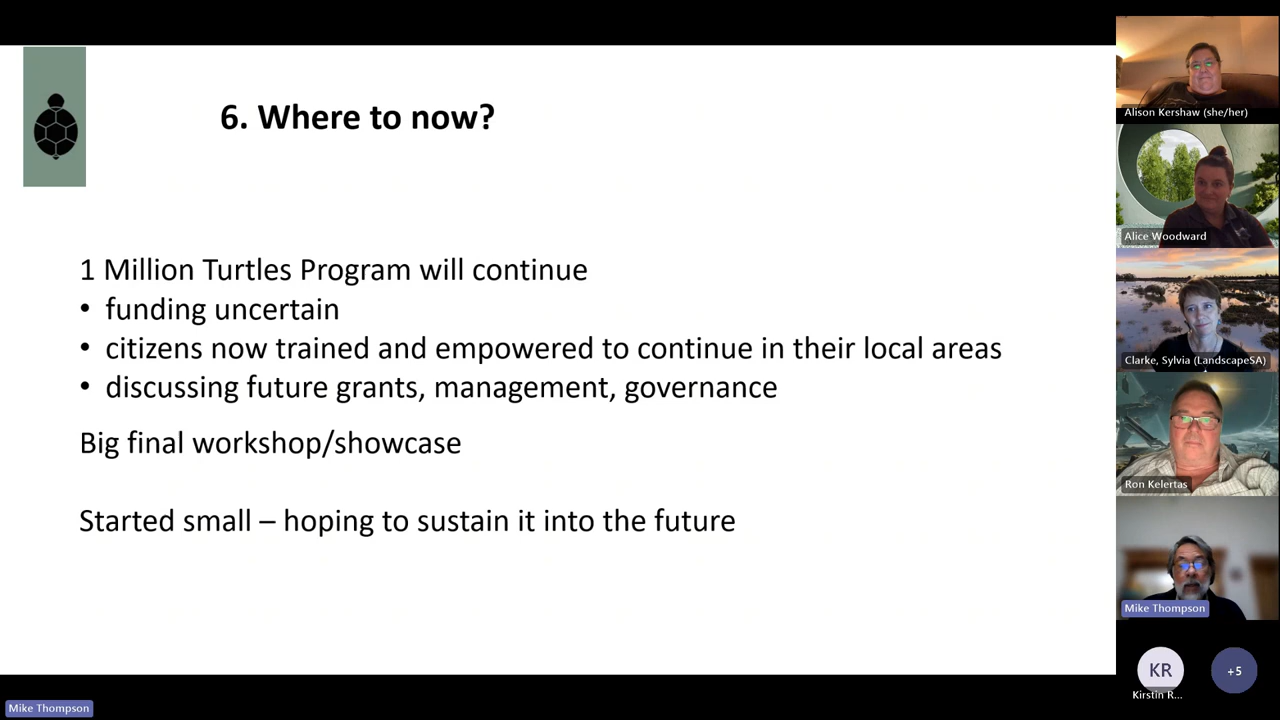 6. Where to now?
1 Million Turtles Program will continue
• funding uncertain
• citizens now trained and empowered to continue in their local areas
• discussing future grants, management, governance
Big final workshop/showcase
Started small – hoping to sustain it into the future
Alison Kershaw (she/her)
Alice Woodward
Clarke, Sylvia (LandscapeSA)
Ron Kelertas
Mike Thompson
KR
Kirstin R...
+5
Mike Thompson